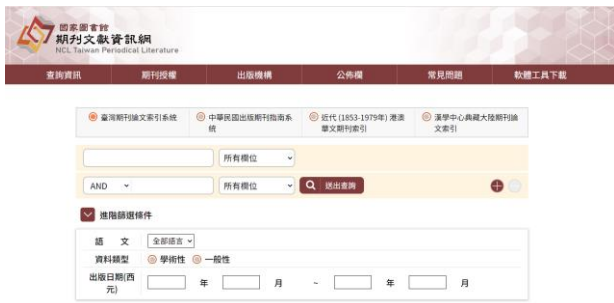 國家圖書館
期刊文獻資訊網
NCL Taiwan Periodical Literature
查詢資訊 期刊授權 出版機構 公佈欄 常見問題 軟體工具下載
臺灣期刊論文索引系統 中華民國出版期刊指南系統 近代 (1853-1979年) 港澳華文期刊索引 漢學中心典藏大陸期刊論文索引
所有欄位
AND 所有欄位 送出查詢
進階篩選條件
語 文 全部語言
資料類型 學術性 一般性
出版日期(西元) 年 月 ~ 年 月